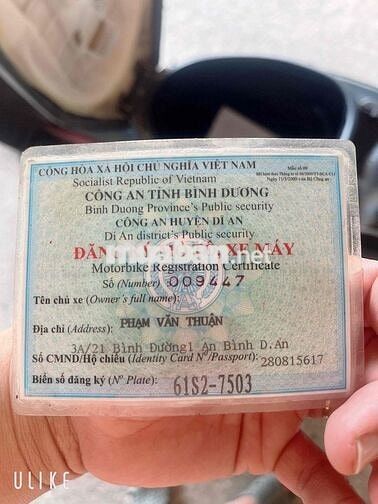 CỘNG HÒA XÃ HỘI CHỦ NGHĨA VIỆT NAM
Socialist Republic of Vietnam
Mẫu số 09
CÔNG AN TỈNH BÌNH DƯƠNG
Binh Duong Province's Public security
CÔNG AN HUYỆN DĨ AN
Di An district's Public security
XE MÁY
muaban.net
Motorbike Registration Certificate
Số (Number) 009447
Tên chủ xe (Owner's full name):
PHẠM VĂN THUẬN
Địa chỉ (Address):
3A/21 Bình Đường1 An Bình D.An
Số CMND/Hộ chiếu (Identity Card N°/Passport): 280815617
Biển số đăng ký (N° Plate): 61S2-7503
ULIKE